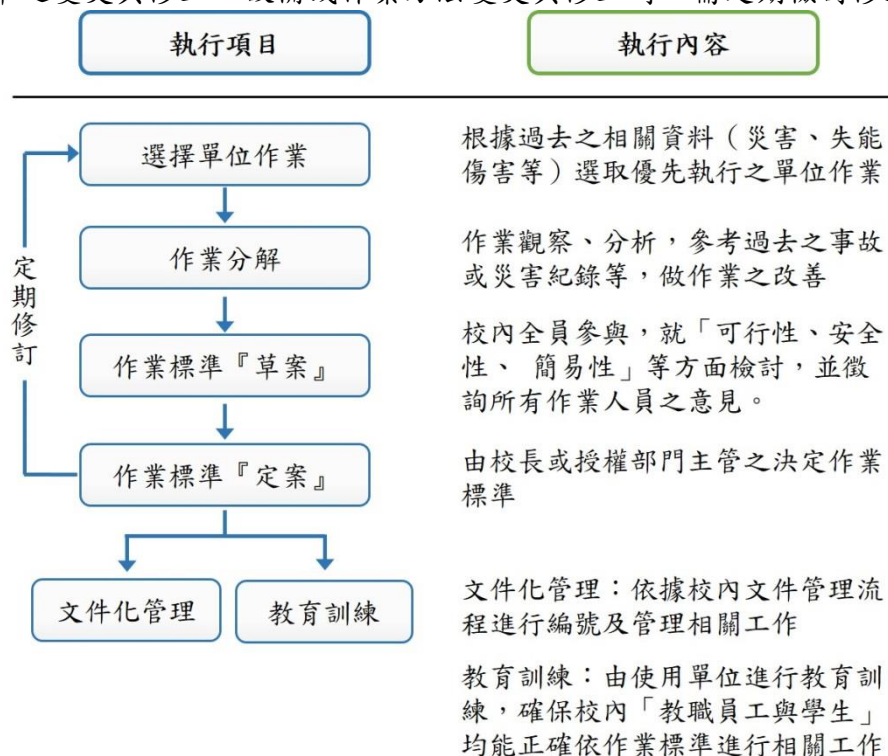 執行項目
執行內容
選擇單位作業
根據過去之相關資料（災害、失能
傷害等）選取優先執行之單位作業
作業分解
作業觀察、分析，參考過去之事故
或災害紀錄等，做作業之改善
定期修訂
作業標準『草案』
校內全員參與，就「可行性、安全
性、 簡易性」等方面檢討，並徵
詢所有作業人員之意見。
作業標準『定案』
由校長或授權部門主管之決定作業
標準
文件化管理
教育訓練
文件化管理：依據校內文件管理流
程進行編號及管理相關工作
教育訓練：由使用單位進行教育訓
練，確保校內「教職員工與學生」
均能正確依作業標準進行相關工作